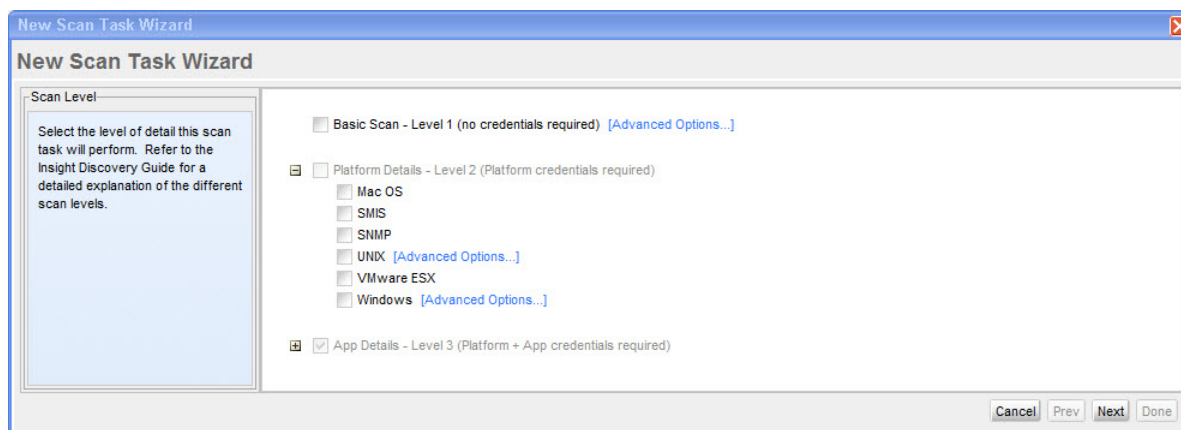 New Scan Task Wizard
New Scan Task Wizard
Scan Level
Select the level of detail this scan
task will perform. Refer to the
Insight Discovery Guide for a
detailed explanation of the different
scan levels.
Basic Scan - Level 1 (no credentials required) [Advanced Options...]
Platform Details - Level 2 (Platform credentials required)
Mac OS
SMIS
SNMP
UNIX [Advanced Options...]
VMware ESX
Windows [Advanced Options...]
App Details - Level 3 (Platform + App credentials required)
Cancel Prev Next Done